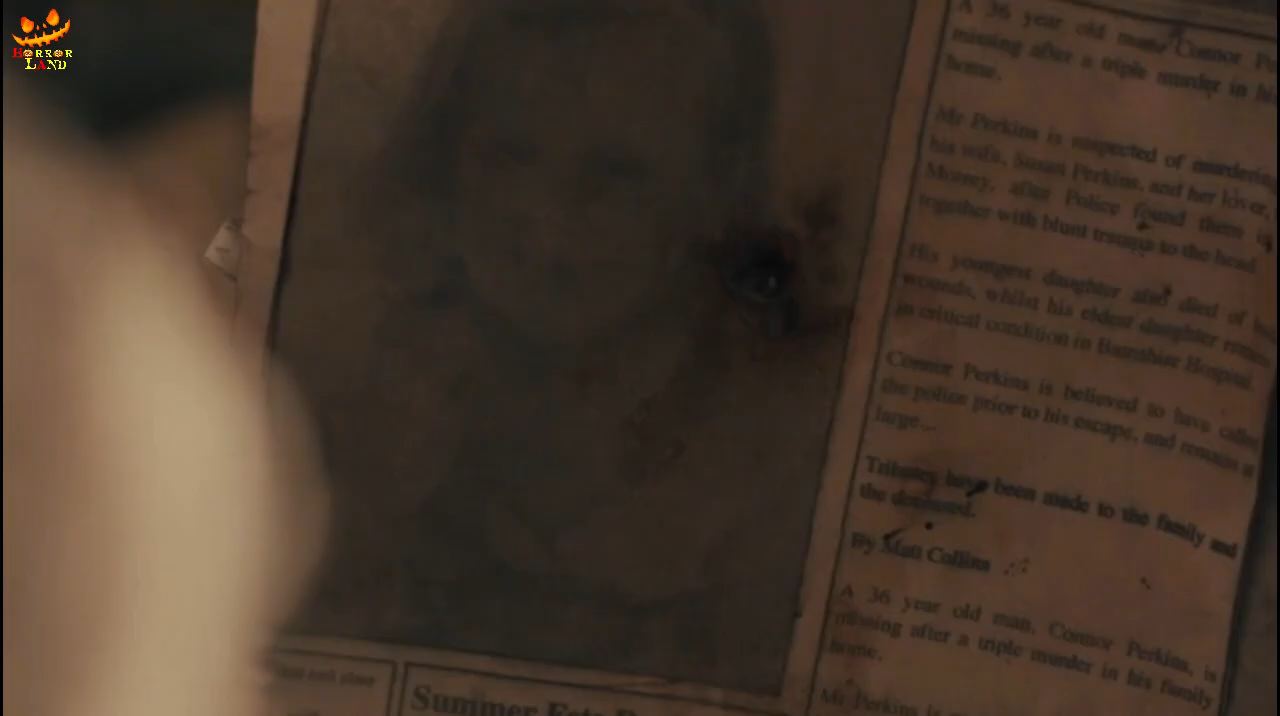 HORROR
LAND
A 36 year old man, Connor
missing after a triple murder in his
home.
Mr Perkins is suspected of murdering
his wife, Susan Perkins, and her lover,
after Police found them
together with blunt trauma to the head.
His youngest daughter also died of
wounds, whilst his eldest daughter
in critical condition in Hospital.
Connor Perkins is believed to have called
the police prior to his escape, and remains
large...
Tributes have been made to the family and
the deceased.
By Matt Collins
A 36 year old man, Connor Perkins, is
missing after a triple murder in his family
home.
Mr Perkins is
Summer